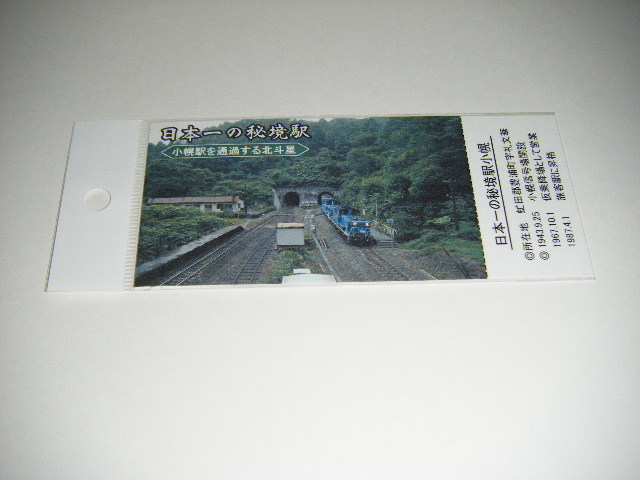 日本一の秘境駅
小幌駅を通過する北斗星
日本一の秘境駅小幌
◎所在地 虻田郡豊浦町字礼文華
◎ 1943.9.25 小幌信号場開設
1967.10.1 仮乗降場として営業
1987.4.1 旅客駅に昇格